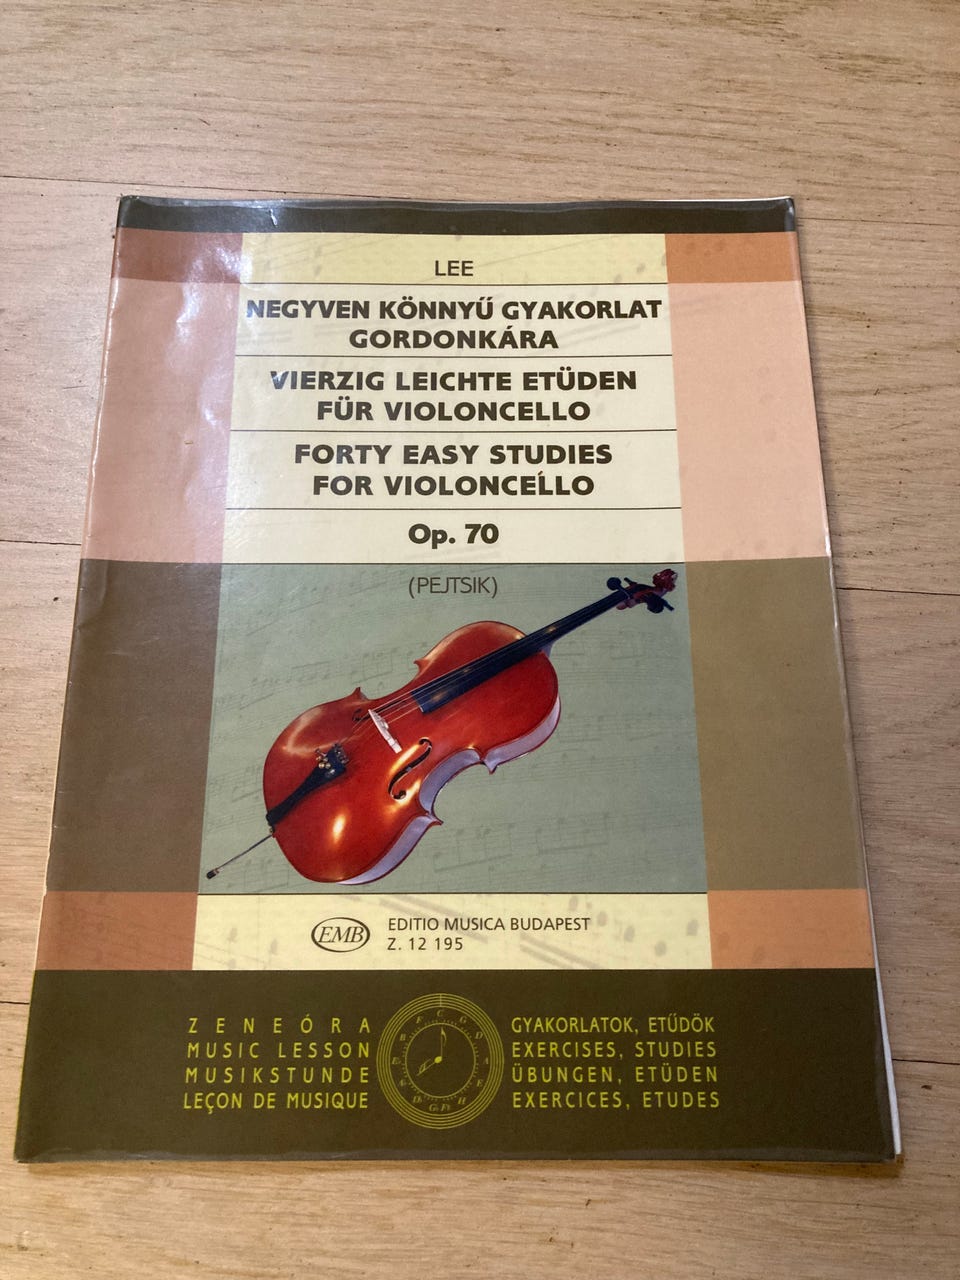 LEE
NEGYVEN KÖNNYŰ GYAKORLAT
GORDONKÁRA
VIERZIG LEICHTE ETÜDEN
FÜR VIOLONCELLO
FORTY EASY STUDIES
FOR VIOLONCELLO
Op. 70
(PEJTSIK)
EMB
EDITIO MUSICA BUDAPEST
Z. 12 195
ZENEÓRA
MUSIC LESSON
MUSIKSTUNDE
LEÇON DE MUSIQUE
GYAKORLATOK, ETŰDÖK
EXERCISES, STUDIES
ÜBUNGEN, ETÜDEN
EXERCICES, ETUDES